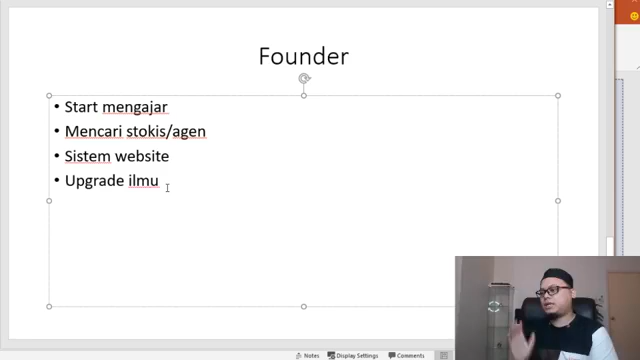 Founder
• Start mengajar
• Mencari stokis/agen
• Sistem website
• Upgrade ilmu
Notes Display Settings Comments